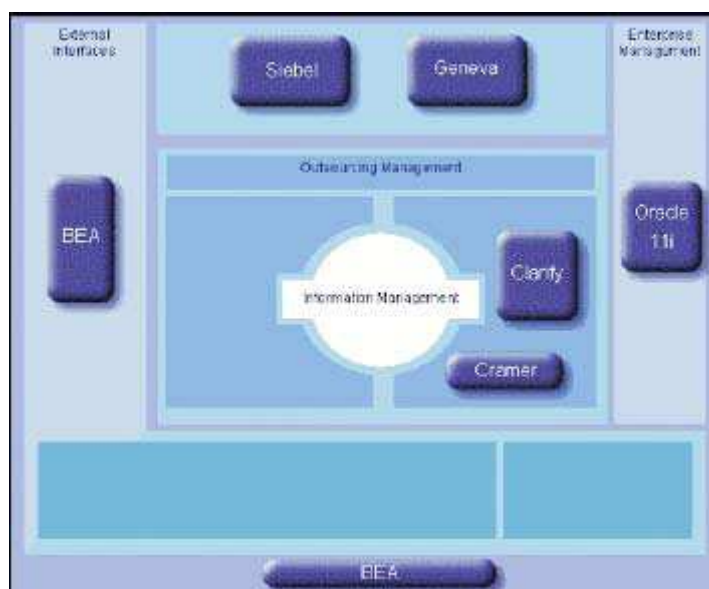 External
Interfaces
Siebel
Geneva
Enterprise
Management
Outsourcing Management
BEA
Oracle
11i
Clarify
Information Management
Cramer
BEA